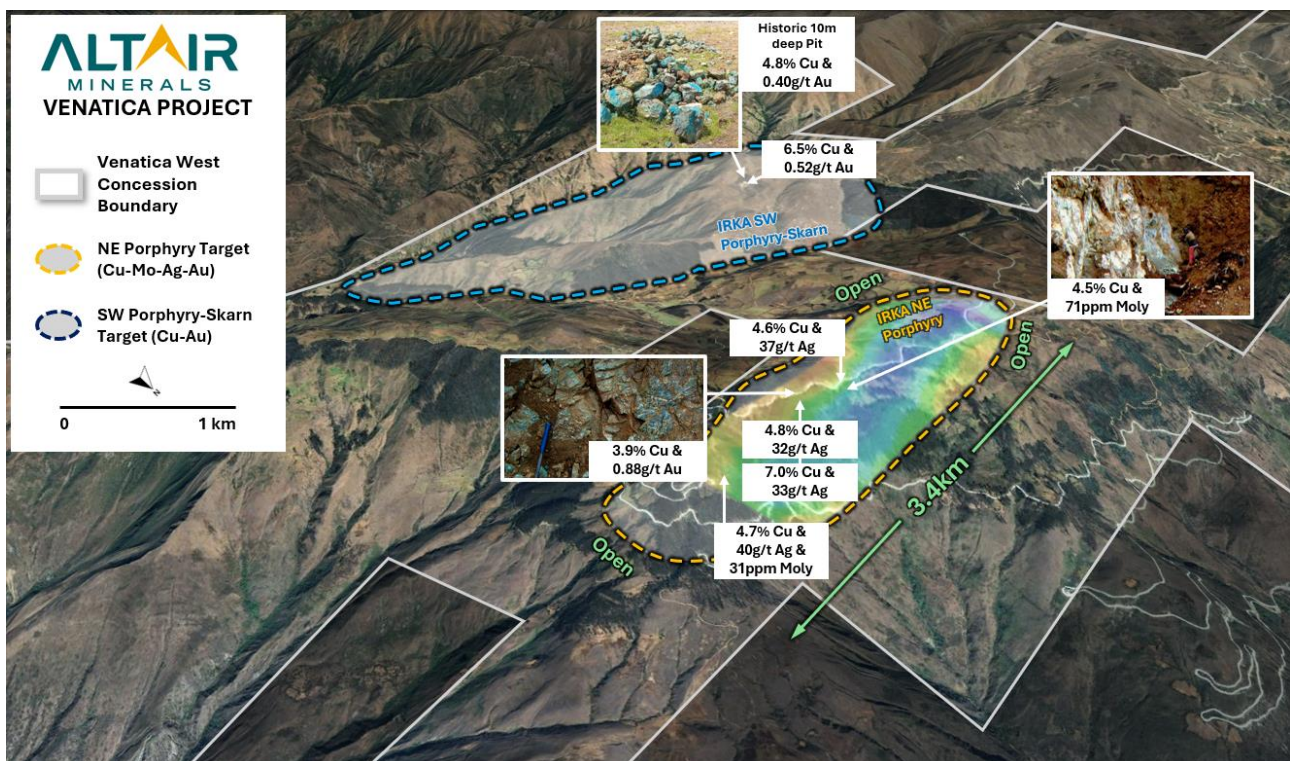 ALTAIR
MINERALS
VENATICA PROJECT
Venatica West
Concession
Boundary
NE Porphyry Target
(Cu-Mo-Ag-Au)
SW Porphyry-Skarn
Target (Cu-Au)
N
0
1 km
Historic 10m
deep Pit
4.8% Cu &
0.40g/t Au
6.5% Cu &
0.52g/t Au
IRKA SW
Porphyry-Skarn
4.5% Cu &
71ppm Moly
Open
IRKA NE
Porphyry
Open
4.6% Cu &
37g/t Ag
3.9% Cu &
0.88g/t Au
4.8% Cu &
32g/t Ag
7.0% Cu &
33g/t Ag
3.4km
4.7% Cu &
40g/t Ag &
31ppm Moly
Open